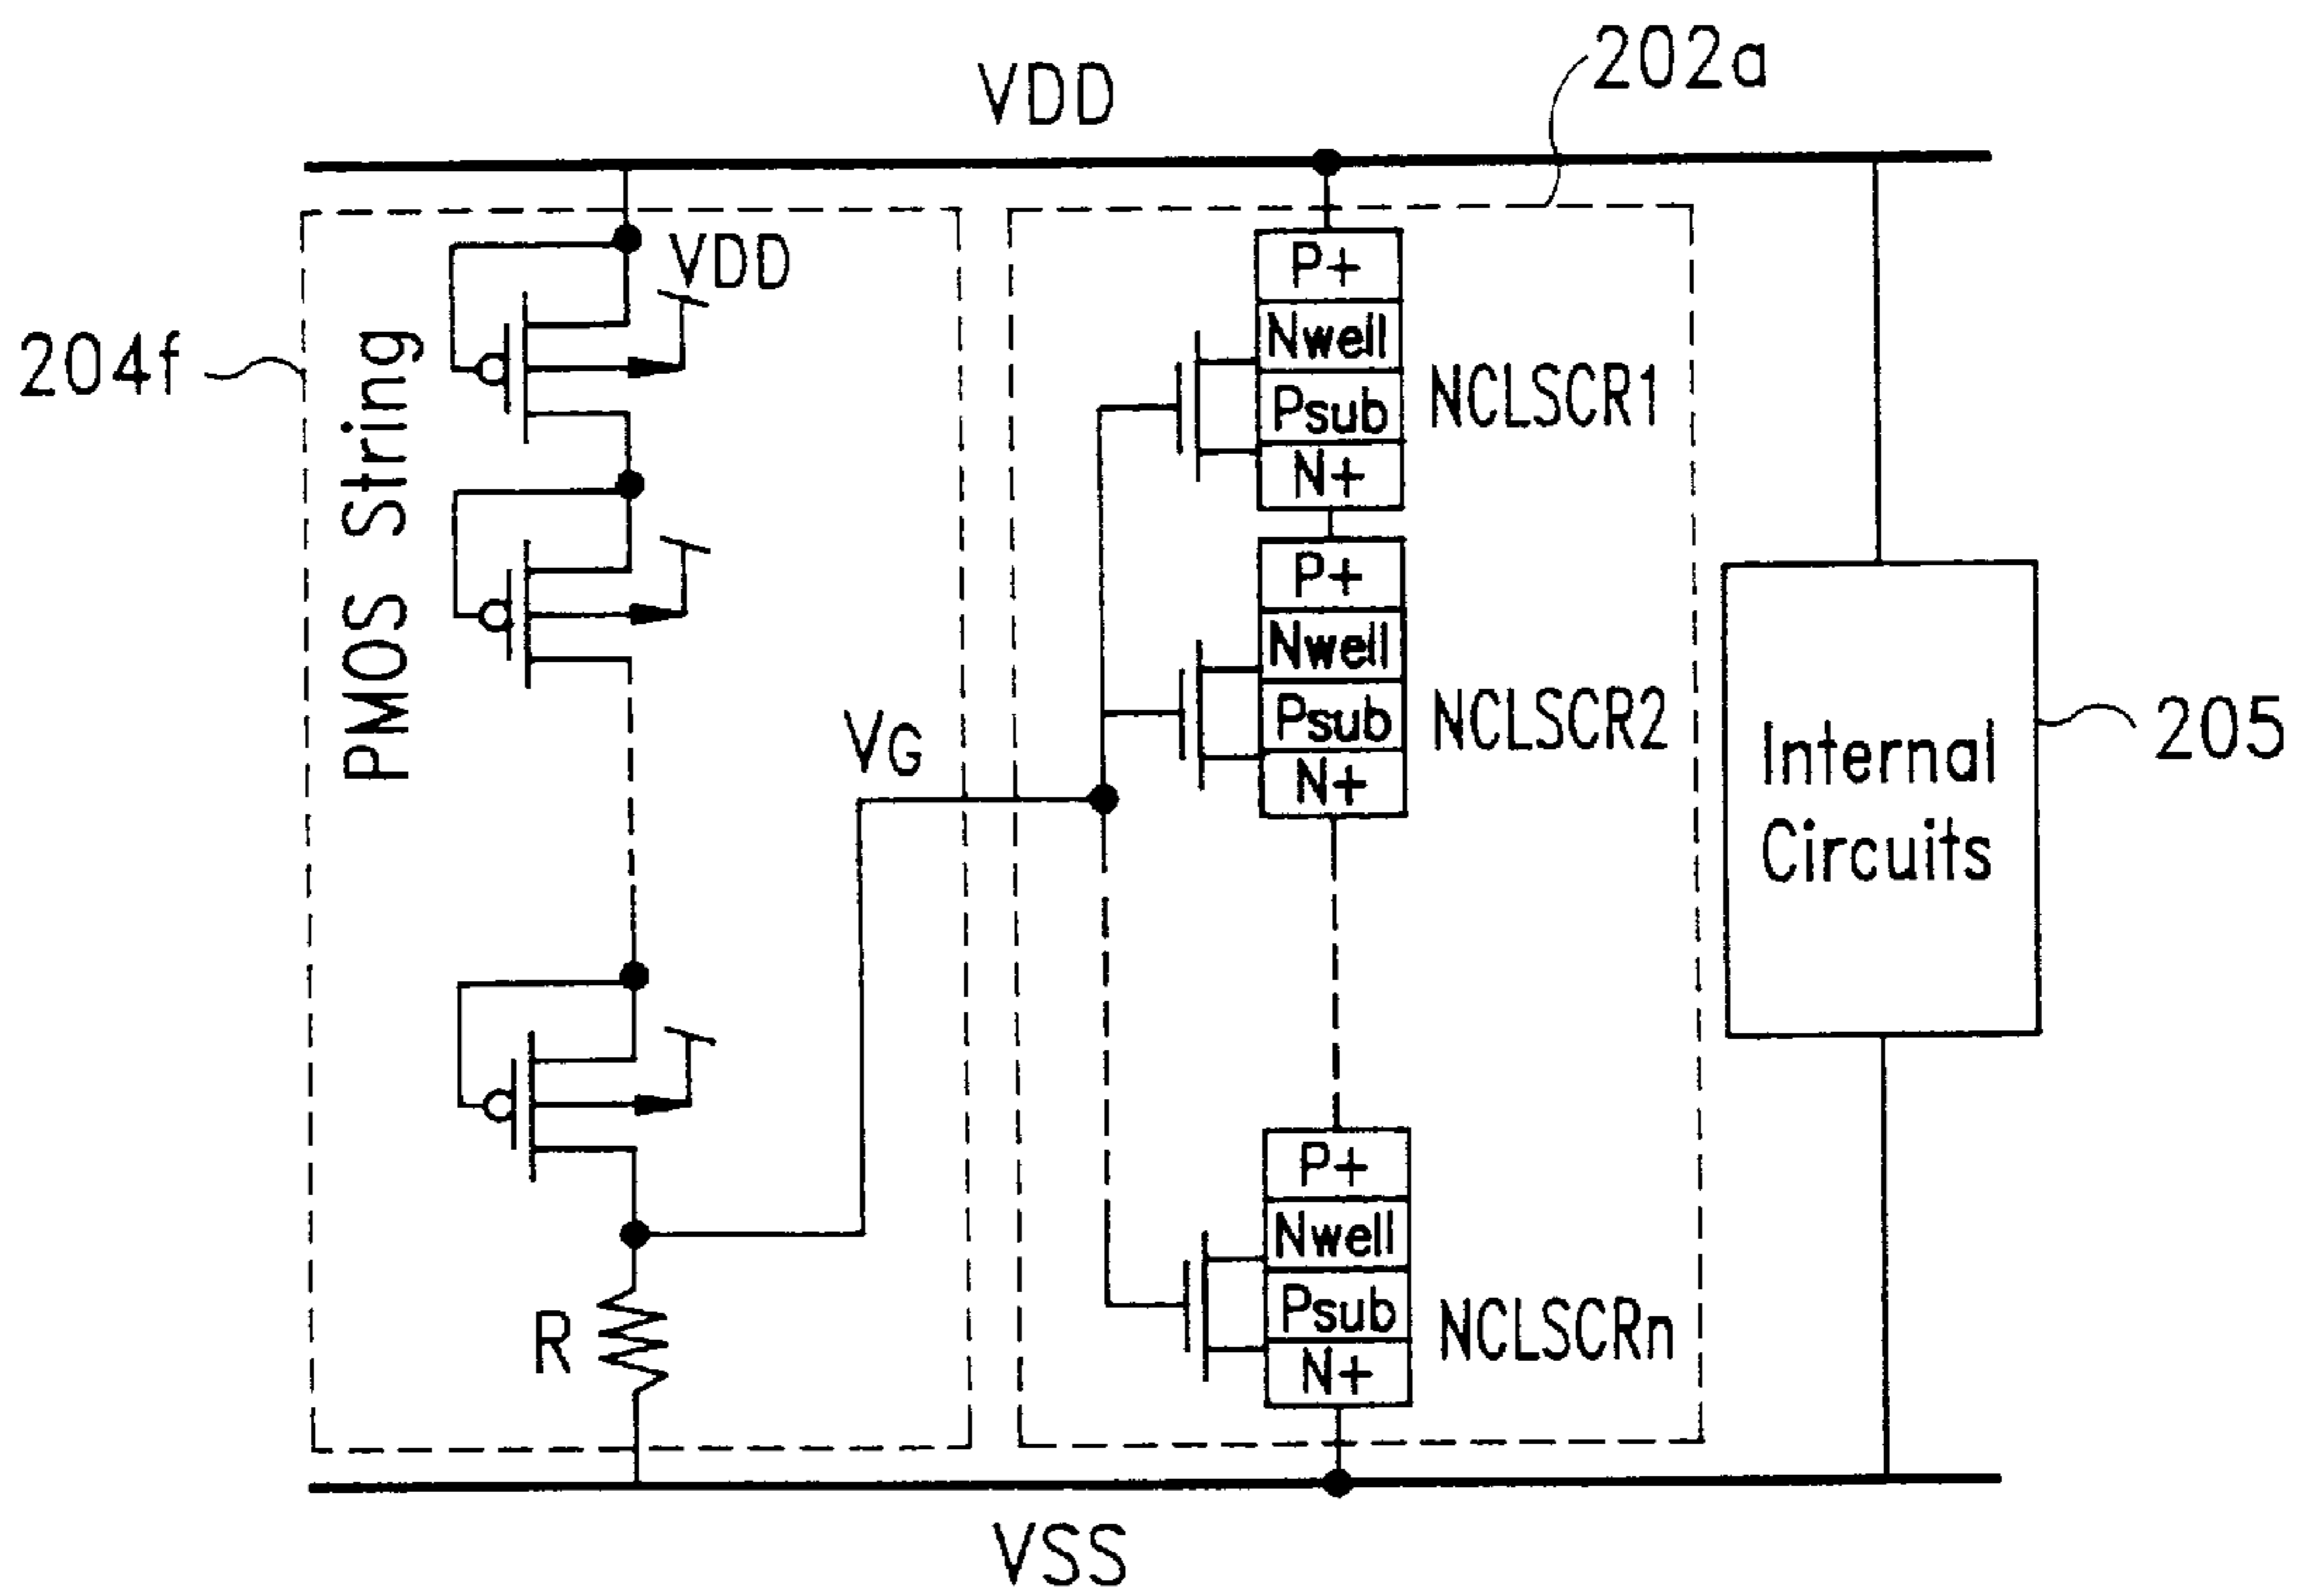 202a
VDD
VDD
204f
PMOS String
P+
Nwell
Psub
N+
NCLSCR1
P+
Nwell
Psub
N+
NCLSCR2
VG
Internal
Circuits
205
P+
Nwell
Psub
N+
NCLSCRn
R
VSS